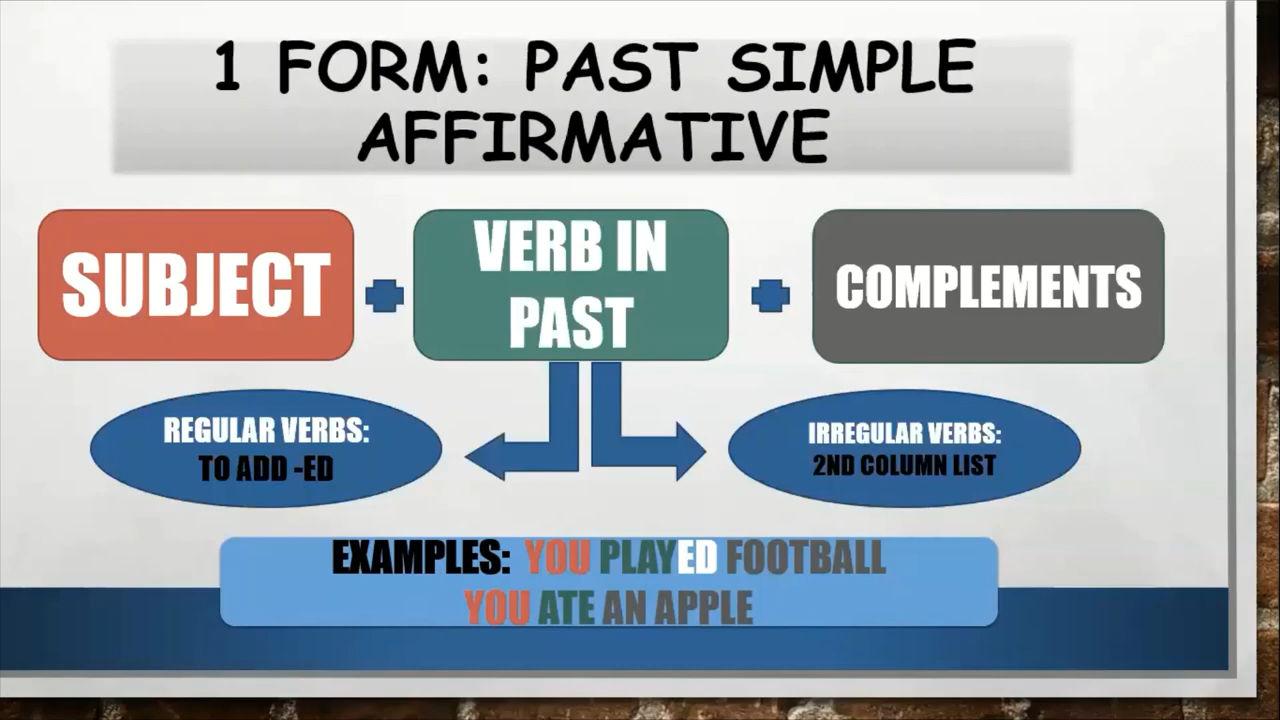 1 FORM: PAST SIMPLE
AFFIRMATIVE
SUBJECT
VERB IN
PAST
COMPLEMENTS
REGULAR VERBS:
TO ADD -ED
IRREGULAR VERBS:
2ND COLUMN LIST
EXAMPLES: YOU PLAYED FOOTBALL
YOU ATE AN APPLE